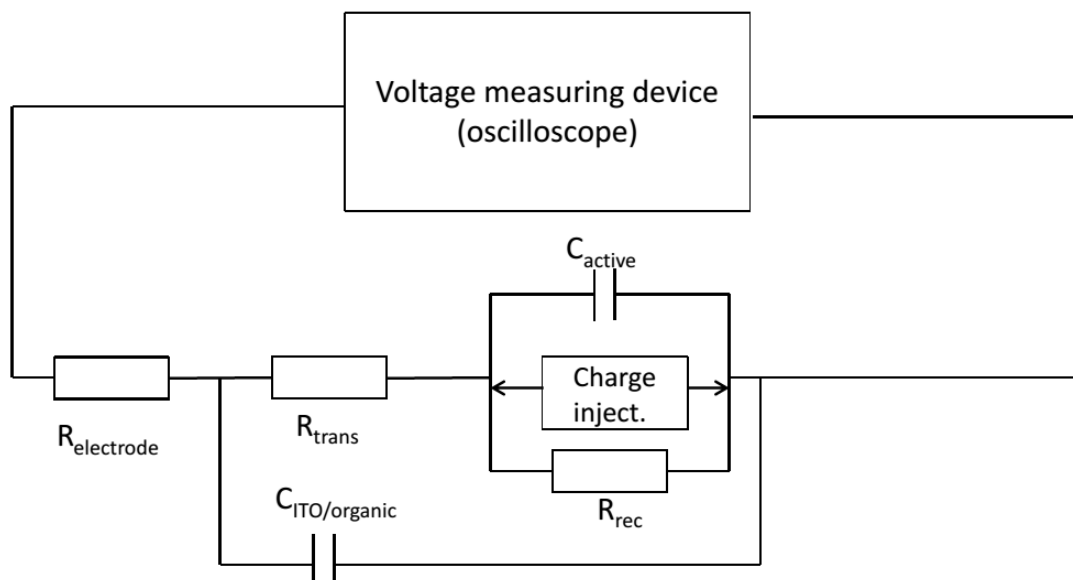 Voltage measuring device
(oscilloscope)
C_active
Charge
inject.
R_electrode
R_trans
R_rec
C_ITO/organic